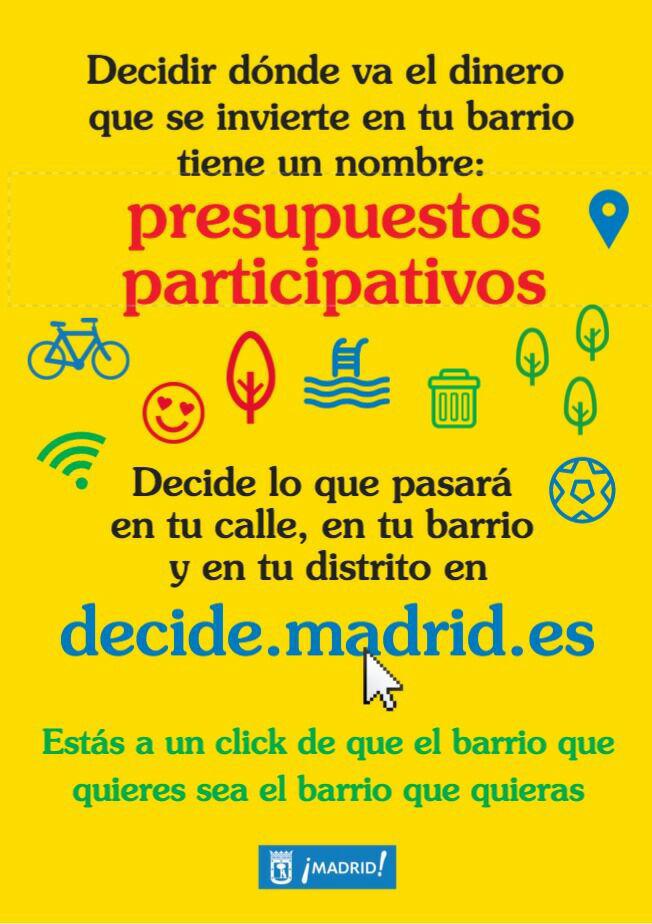 Decidir dónde va el dinero
que se invierte en tu barrio
tiene un nombre:
presupuestos
participativos
Decide lo que pasará
en tu calle, en tu barrio
y en tu distrito en
decide.madrid.es
Estás a un click de que el barrio que
quieres sea el barrio que quieras
¡MADRID!